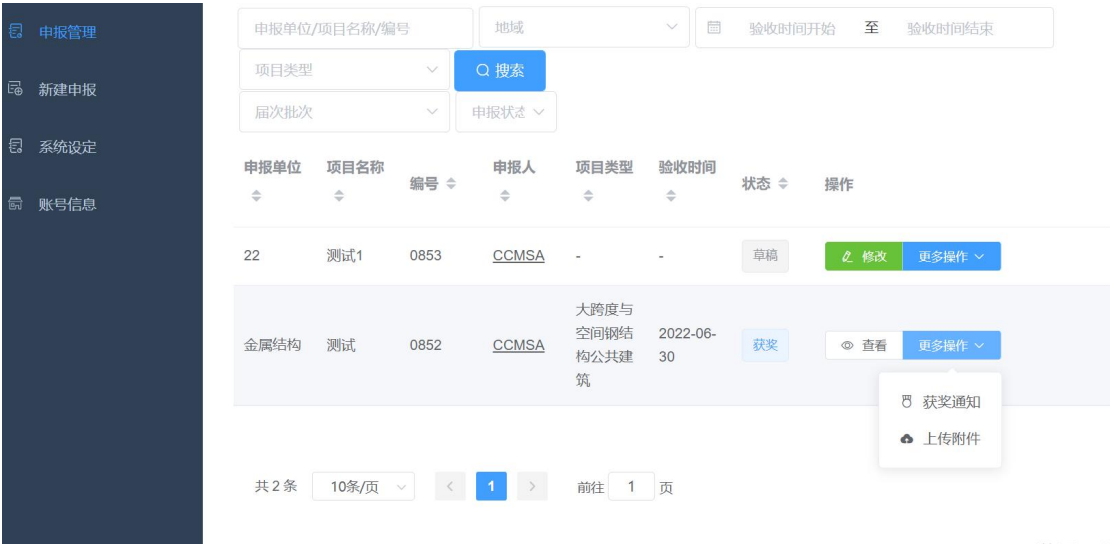 申报管理
新建申报
系统设定
账号信息
申报单位/项目名称/编号 地域 验收时间开始 至 验收时间结束
项目类型 搜索
届次批次 申报状态
申报单位 项目名称 编号 申报人 项目类型 验收时间 状态 操作
22 测试1 0853 CCMSA - - 草稿 修改 更多操作
大跨度与
空间钢结
构公共建
筑
金属结构 测试 0852 CCMSA 2022-06-
30 获奖 查看 更多操作
获奖通知
上传附件
共 2 条 10条/页 1 前往 1 页